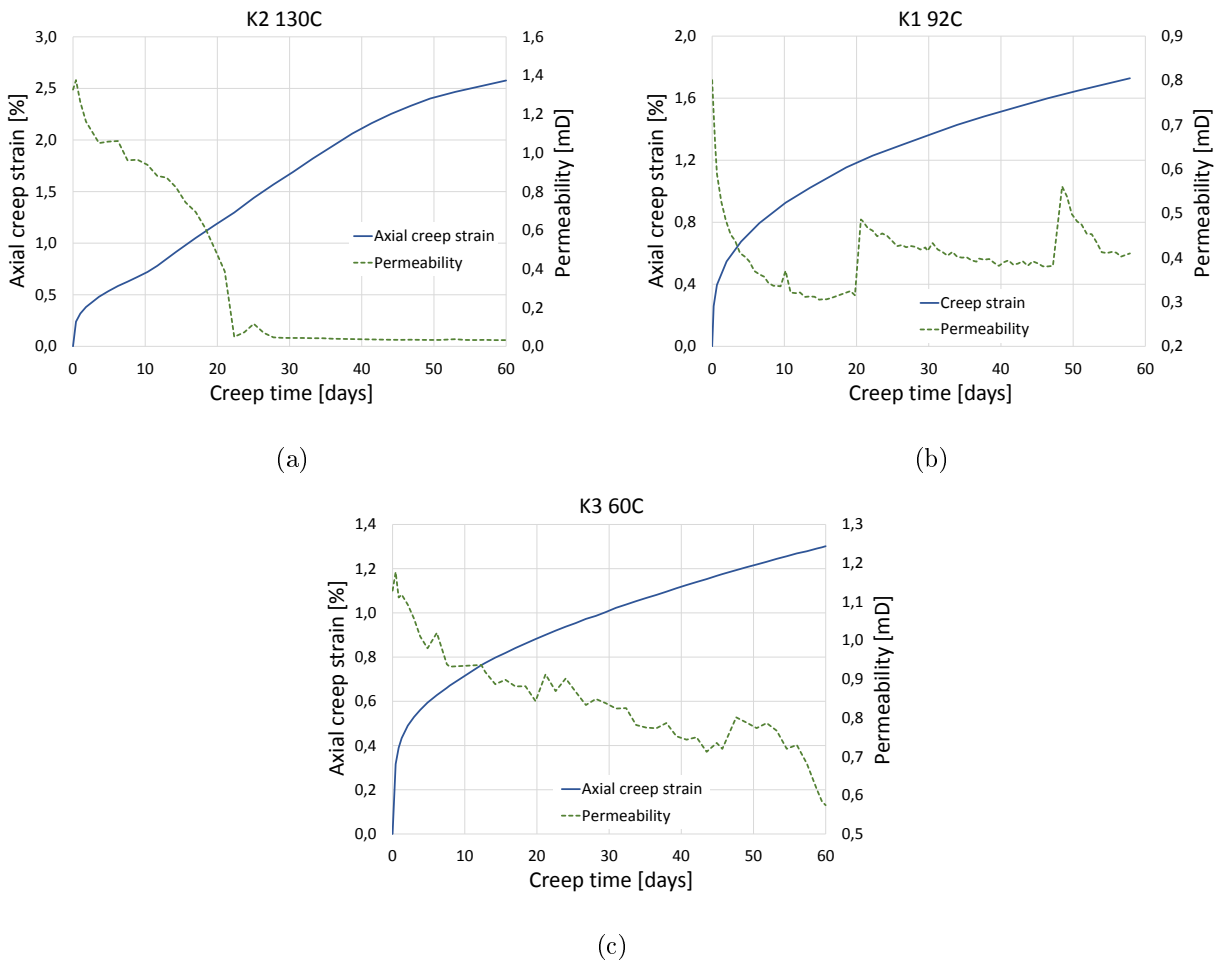 K2 130C
3,0
2,5
2,0
1,5
1,0
0,5
0,0
Axial creep strain [%]
1,6
1,4
1,2
1,0
0,8
0,6
0,4
0,2
0,0
Permeability [mD]
Axial creep strain
Permeability
0 10 20 30 40 50 60
Creep time [days]
(a)
K1 92C
2,0
1,6
1,2
0,8
0,4
0,0
Axial creep strain [%]
0,9
0,8
0,7
0,6
0,5
0,4
0,3
0,2
Permeability [mD]
Creep strain
Permeability
0 10 20 30 40 50 60
Creep time [days]
(b)
K3 60C
1,4
1,2
1,0
0,8
0,6
0,4
0,2
0,0
Axial creep strain [%]
1,3
1,2
1,1
1,0
0,9
0,8
0,7
0,6
0,5
Permeability [mD]
Axial creep strain
Permeability
0 10 20 30 40 50 60
Creep time [days]
(c)